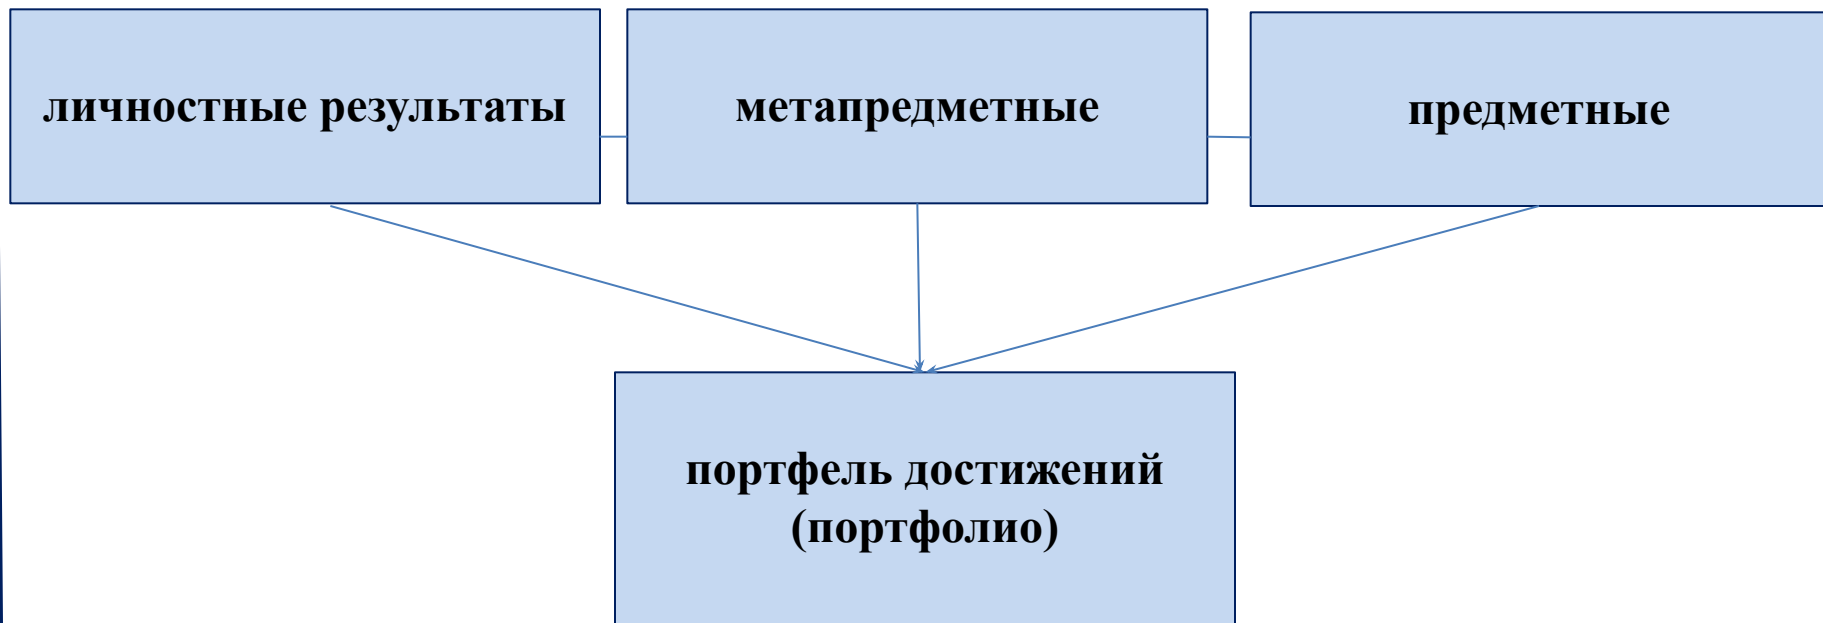 личностные результаты
метапредметные
предметные
портфель достижений
(портфолио)